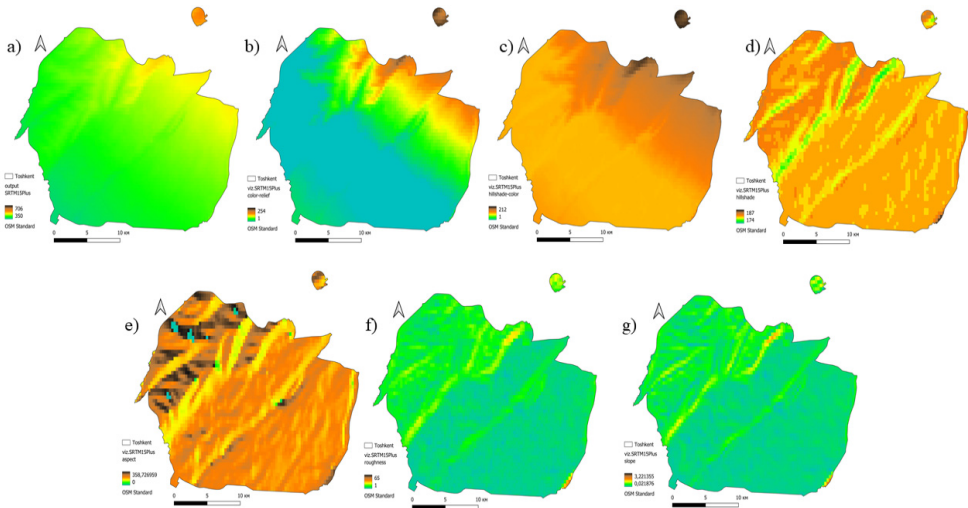 a)
Toshkent
output
SRTM15Plus
706
350
OSM Standard
0 5 10 км
b)
Toshkent
viz.SRTM15Plus
color-relief
254
1
OSM Standard
0 5 10 км
c)
Toshkent
viz.SRTM15Plus
hillshade-color
212
1
OSM Standard
0 5 10 км
d)
Toshkent
viz.SRTM15Plus
hillshade
187
174
OSM Standard
0 5 10 км
e)
Toshkent
viz.SRTM15Plus
aspect
358,726959
0
OSM Standard
0 5 10 км
f)
Toshkent
viz.SRTM15Plus
roughness
65
1
OSM Standard
0 5 10 км
g)
Toshkent
viz.SRTM15Plus
slope
3,221355
0,021876
OSM Standard
0 5 10 км